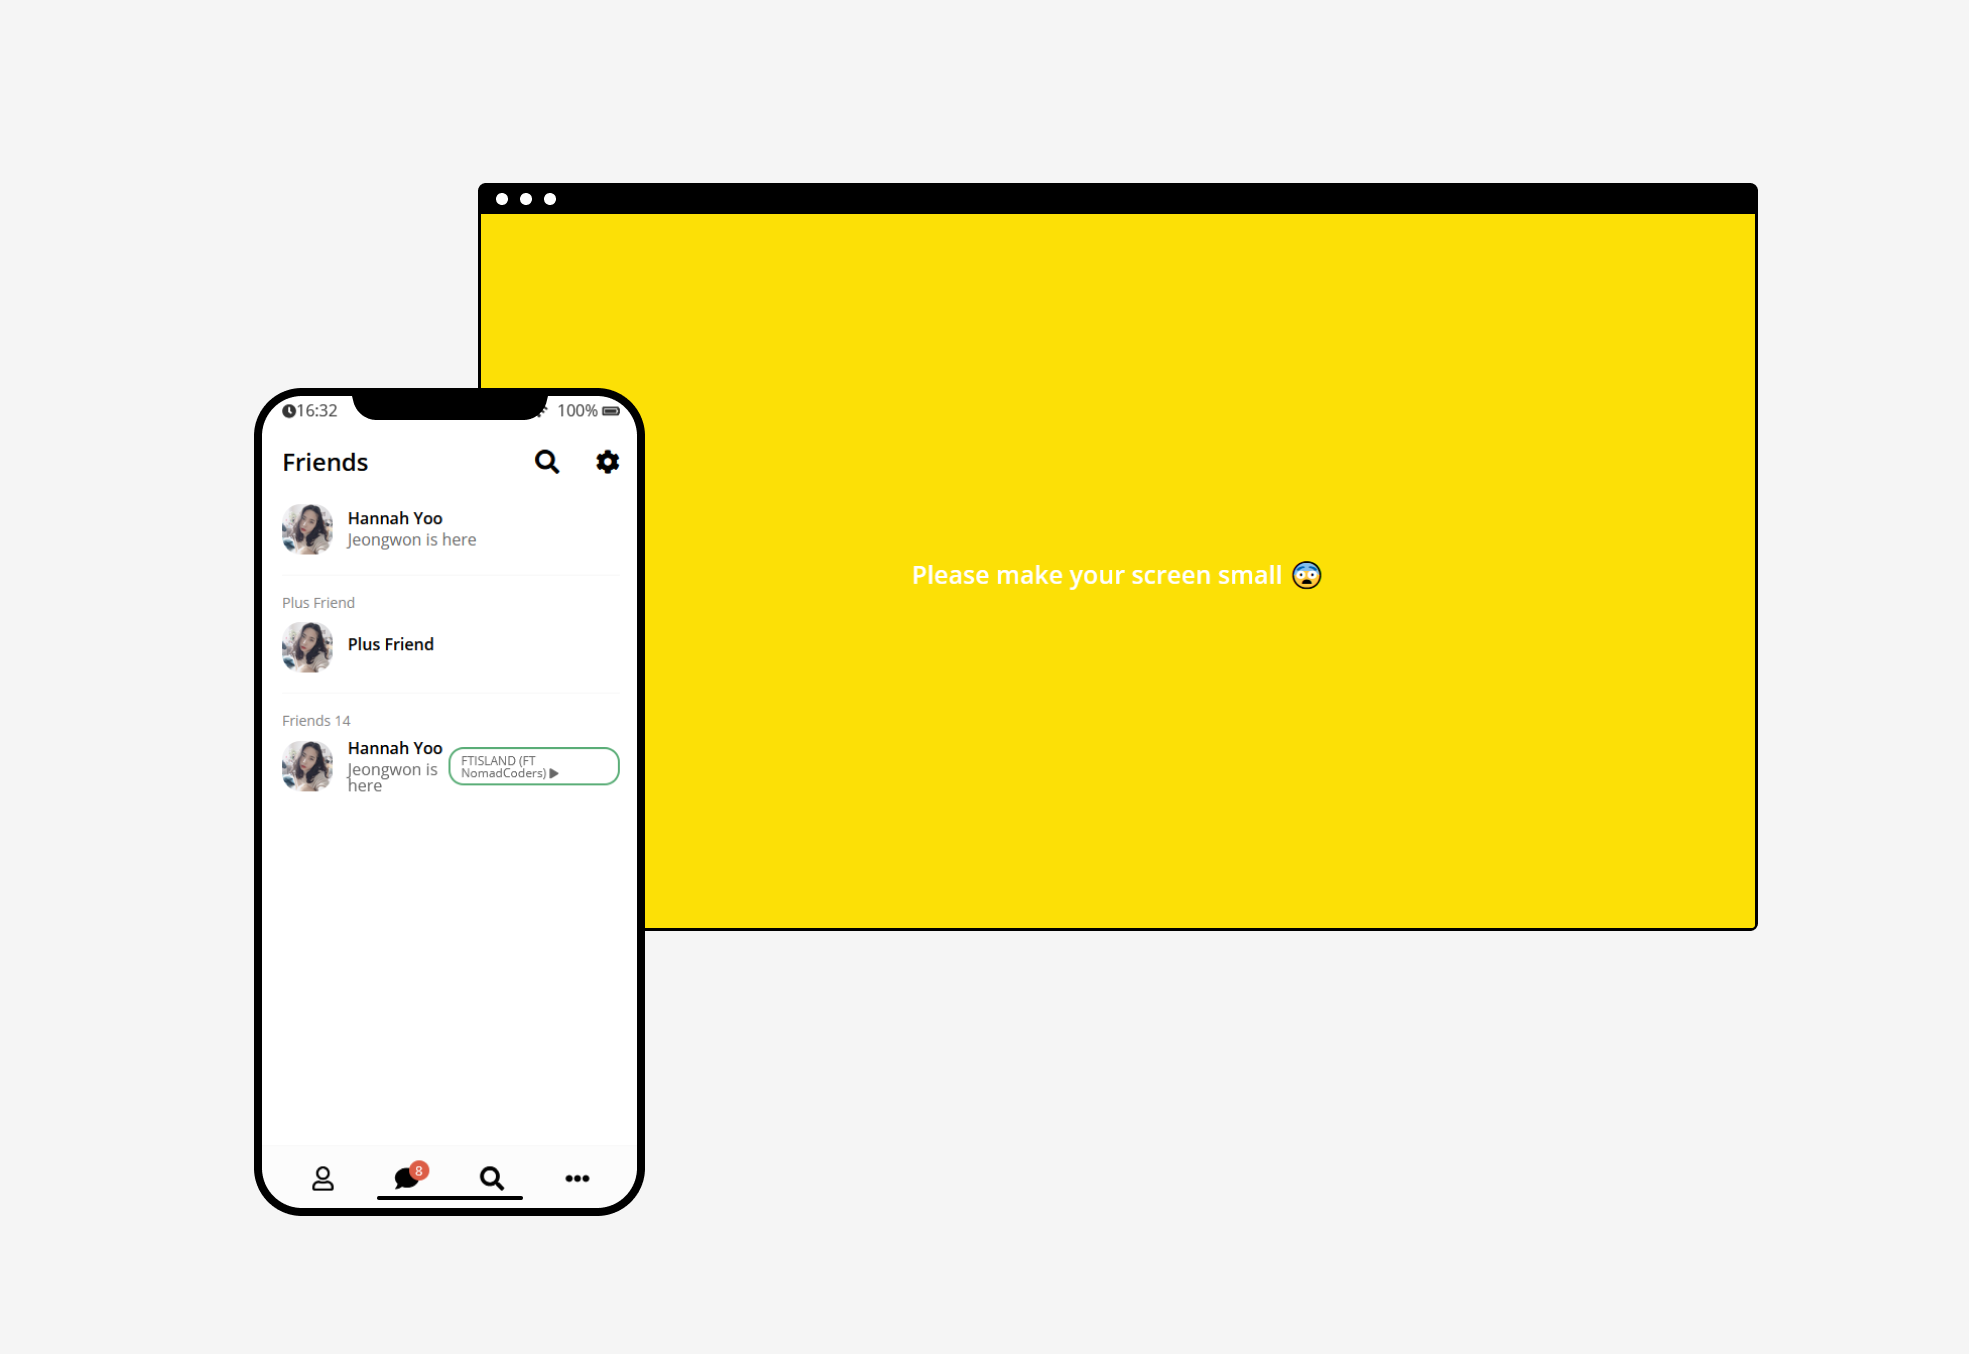 16:32
100%
Friends
Hannah Yoo
Jeongwon is here
Plus Friend
Plus Friend
Friends 14
Hannah Yoo
Jeongwon is
here
FTISLAND (FT
NomadCoders)
8
Please make your screen small